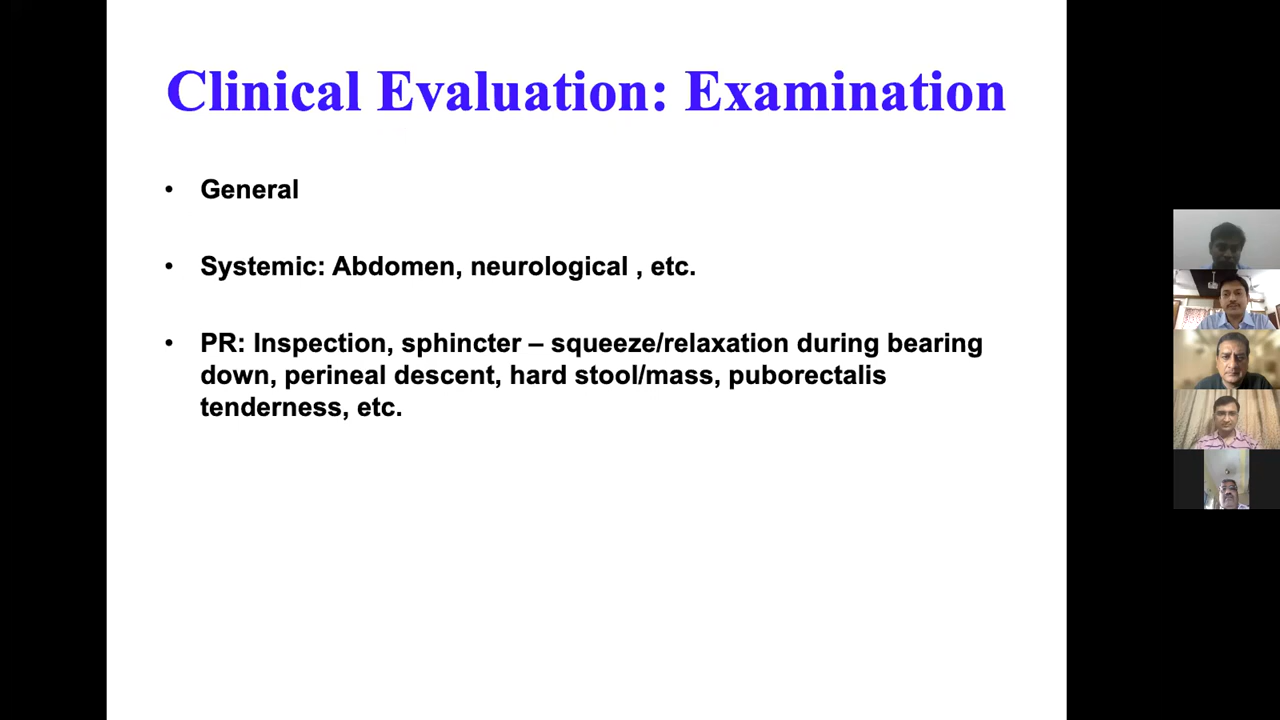 Clinical Evaluation: Examination
• General
• Systemic: Abdomen, neurological , etc.
• PR: Inspection, sphincter – squeeze/relaxation during bearing
down, perineal descent, hard stool/mass, puborectalis
tenderness, etc.